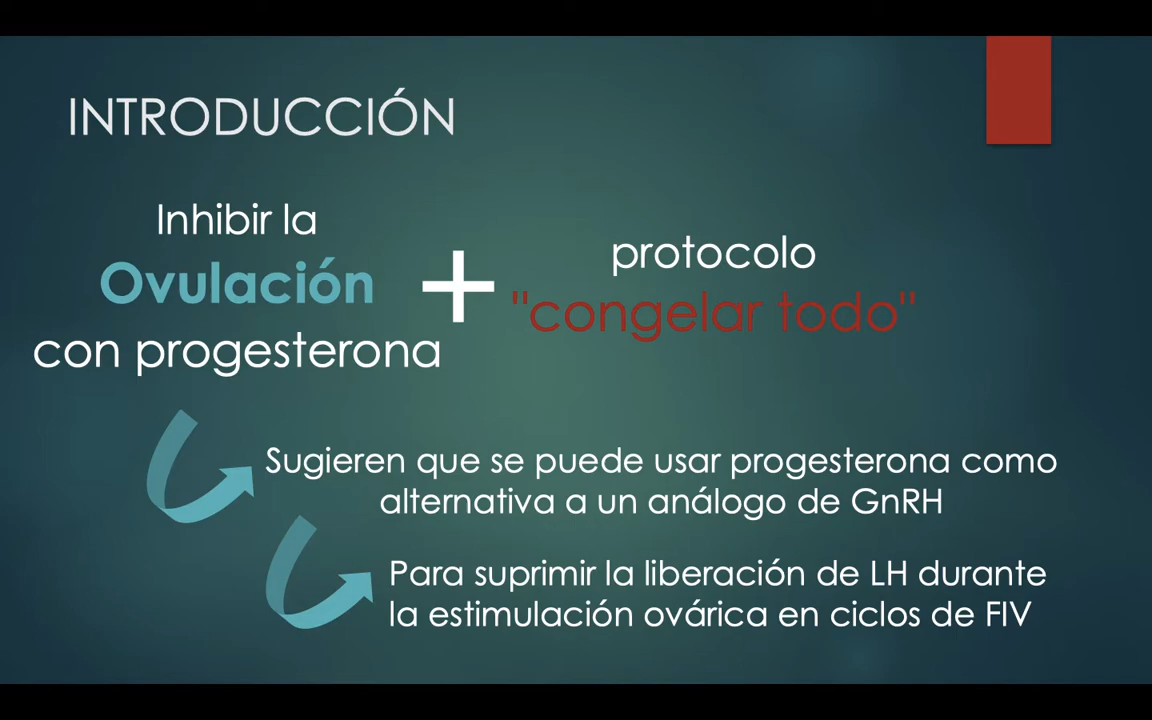 INTRODUCCIÓN
Inhibir la
Ovulación
con progesterona
+
protocolo
"congelar todo"
Sugieren que se puede usar progesterona como
alternativa a un análogo de GnRH
Para suprimir la liberación de LH durante
la estimulación ovárica en ciclos de FIV